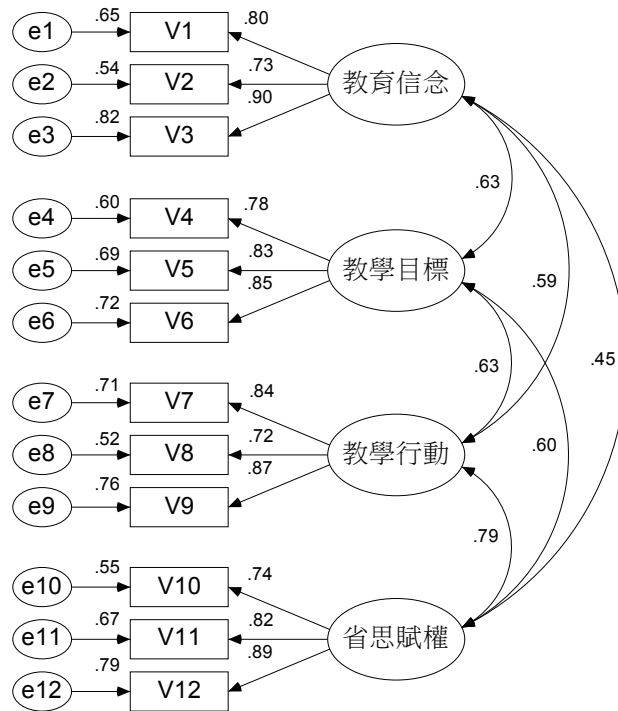 .65
.80
e1
V1
.54
.73
e2
V2
教育信念
.82
.90
e3
V3
.63
.60
.78
e4
V4
.69
.83
e5
V5
教學目標
.59
.72
.85
e6
V6
.45
.63
.71
.84
e7
V7
.60
.52
.72
e8
V8
教學行動
.76
.87
e9
V9
.79
.55
.74
e10
V10
.67
.82
e11
V11
省思賦權
.79
.89
e12
V12